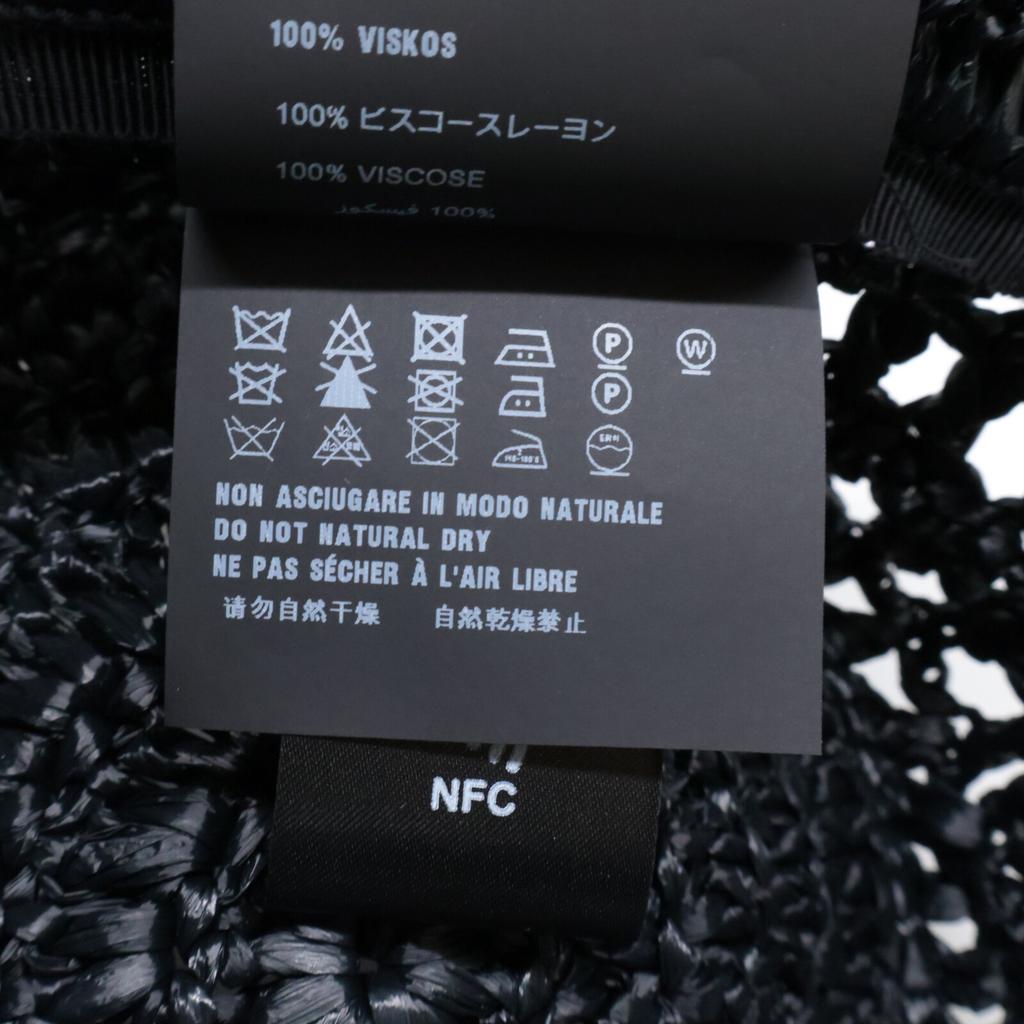 100% VISKOS
100% ビスコースレーヨン
100% VISCOSE
100% فيسكوز
P W
P
NON ASCIUGARE IN MODO NATURALE
DO NOT NATURAL DRY
NE PAS SÉCHER À L'AIR LIBRE
请勿自然干燥 自然乾燥禁止
NFC